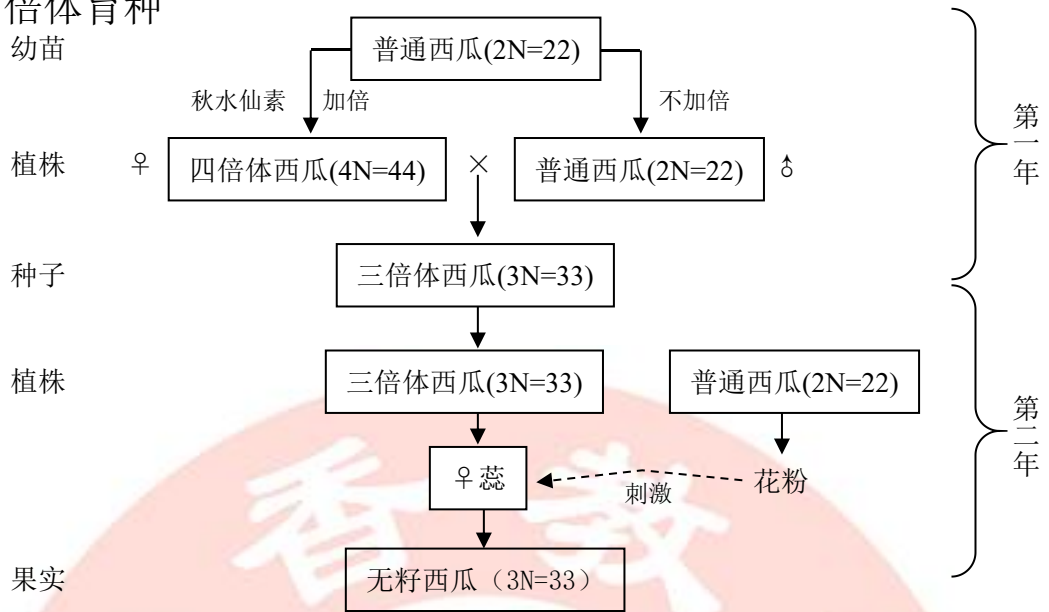 倍体育种
幼苗
普通西瓜(2N=22)
秋水仙素 加倍
不加倍
第一年
植株 ♀ 四倍体西瓜(4N=44) × 普通西瓜(2N=22) ♂
种子
三倍体西瓜(3N=33)
植株
三倍体西瓜(3N=33)
普通西瓜(2N=22)
第二年
♀蕊
刺激
花粉
香教
果实
无籽西瓜（3N=33）